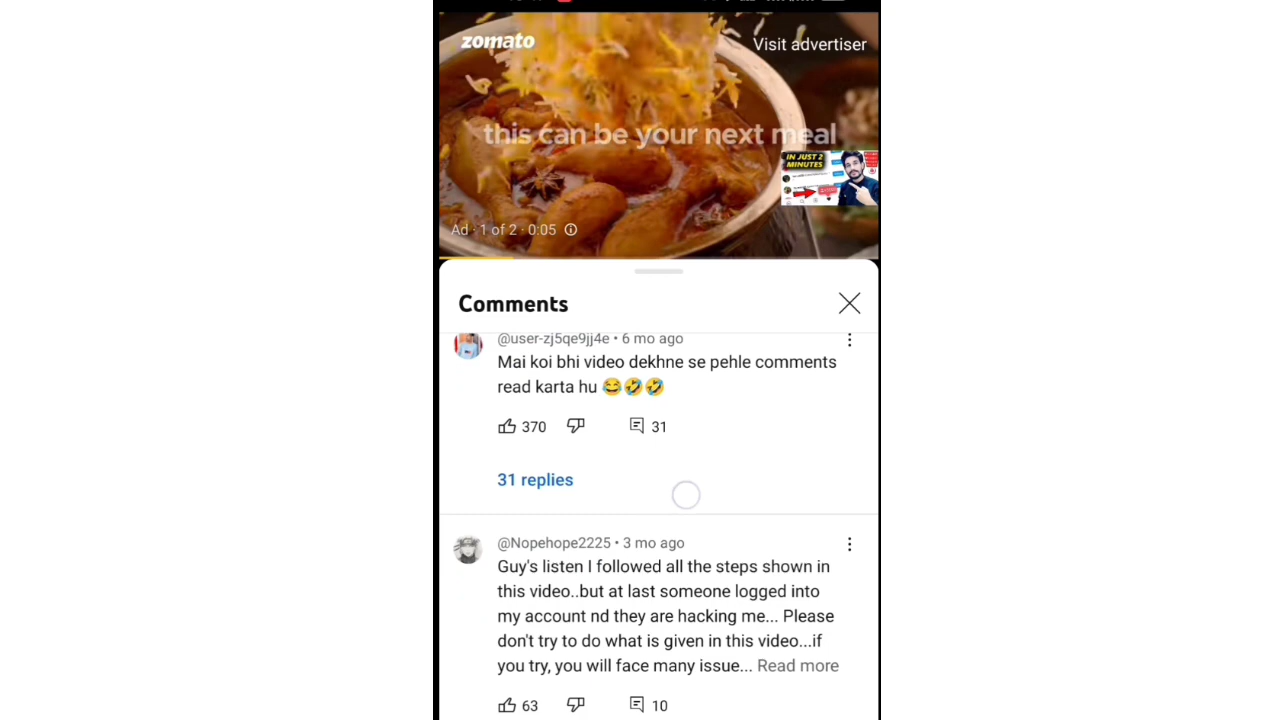 zomato
Visit advertiser
this can be your next meal
IN JUST 2
MINUTES
Ad · 1 of 2 · 0:05
Comments
@user-zj5qe9jj4e • 6 mo ago
Mai koi bhi video dekhne se pehle comments
read karta hu 😂🤣🤣
370
31
31 replies
@Nopehope2225 • 3 mo ago
Guy's listen I followed all the steps shown in
this video..but at last someone logged into
my account nd they are hacking me... Please
don't try to do what is given in this video...if
you try, you will face many issue... Read more
63
10